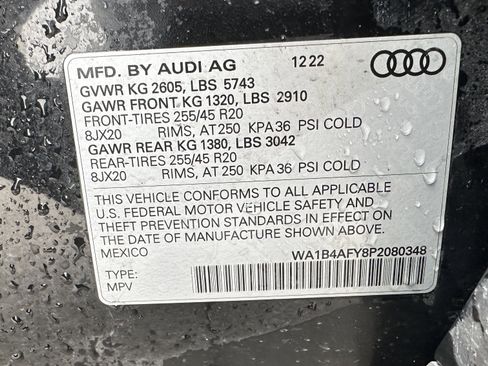 MFD. BY AUDI AG 12 22
GVWR KG 2605, LBS 5743
GAWR FRONT KG 1320, LBS 2910
FRONT-TIRES 255/45 R20
8JX20 RIMS, AT 250 KPA 36 PSI COLD
GAWR REAR KG 1380, LBS 3042
REAR-TIRES 255/45 R20
8JX20 RIMS, AT 250 KPA 36 PSI COLD
THIS VEHICLE CONFORMS TO ALL APPLICABLE
U.S. FEDERAL MOTOR VEHICLE SAFETY AND
THEFT PREVENTION STANDARDS IN EFFECT ON
THE DATE OF MANUFACTURE SHOWN ABOVE.
MEXICO
WA1B4AFY8P2080348
TYPE:
MPV